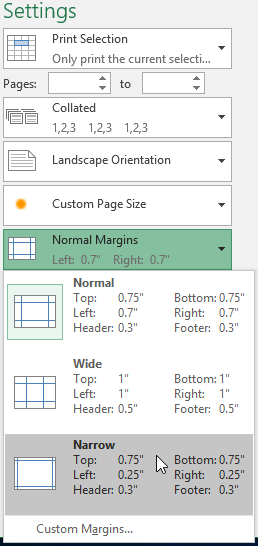 Settings
Print Selection
Only print the current selecti...
Pages: to
Collated
1,2,3 1,2,3 1,2,3
Landscape Orientation
Custom Page Size
Normal Margins
Left: 0.7" Right: 0.7"
Normal
Top: 0.75" Bottom: 0.75"
Left: 0.7" Right: 0.7"
Header: 0.3" Footer: 0.3"
Wide
Top: 1" Bottom: 1"
Left: 1" Right: 1"
Header: 0.5" Footer: 0.5"
Narrow
Top: 0.75" Bottom: 0.75"
Left: 0.25" Right: 0.25"
Header: 0.3" Footer: 0.3"
Custom Margins...